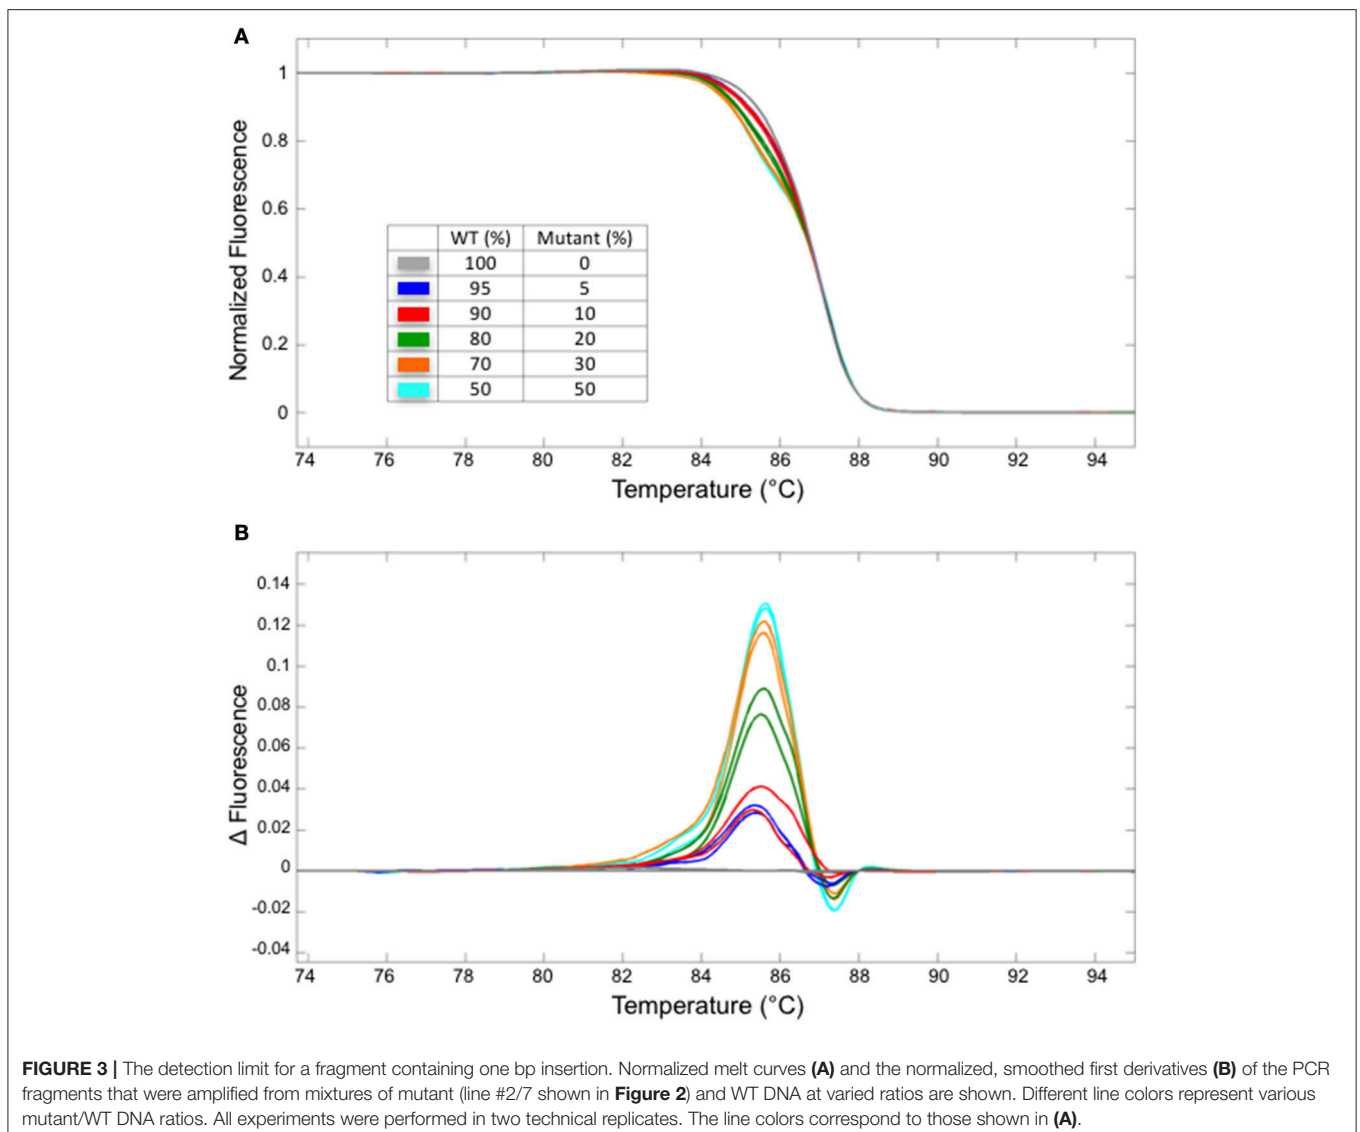 A
1
0.8
0.6
0.4
0.2
0
Normalized Fluorescence
WT (%) Mutant (%)
100 0
95 5
90 10
80 20
70 30
50 50
74 76 78 80 82 84 86 88 90 92 94
Temperature (°C)
B
0.14
0.12
0.1
0.08
0.06
0.04
0.02
0
-0.02
-0.04
Δ Fluorescence
74 76 78 80 82 84 86 88 90 92 94
Temperature (°C)
FIGURE 3 | The detection limit for a fragment containing one bp insertion. Normalized melt curves (A) and the normalized, smoothed first derivatives (B) of the PCR
fragments that were amplified from mixtures of mutant (line #2/7 shown in Figure 2) and WT DNA at varied ratios are shown. Different line colors represent various
mutant/WT DNA ratios. All experiments were performed in two technical replicates. The line colors correspond to those shown in (A).